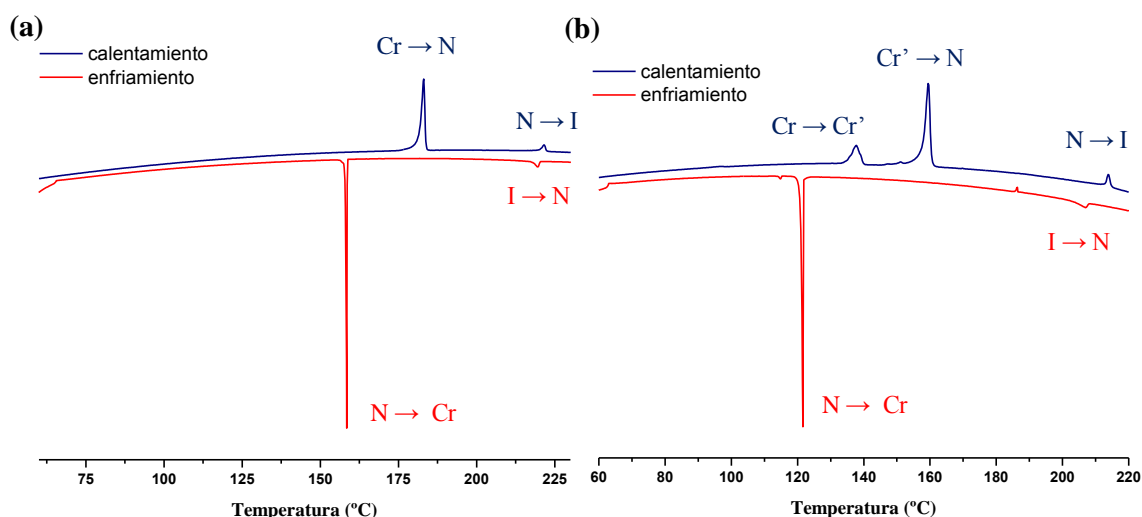 (a)
calentamiento
enfriamiento
Cr → N
N → I
I → N
N → Cr
75 100 125 150 175 200 225
Temperatura (ºC)
(b)
calentamiento
enfriamiento
Cr’ → N
Cr → Cr’
N → I
I → N
N → Cr
60 80 100 120 140 160 180 200 220
Temperatura (ºC)